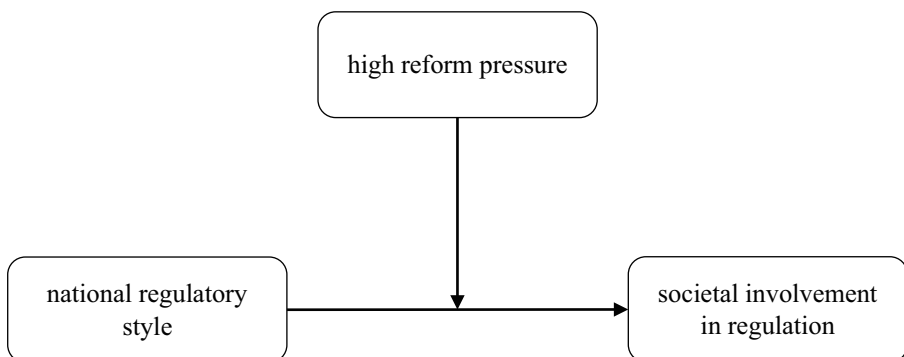 high reform pressure
national regulatory
style
societal involvement
in regulation